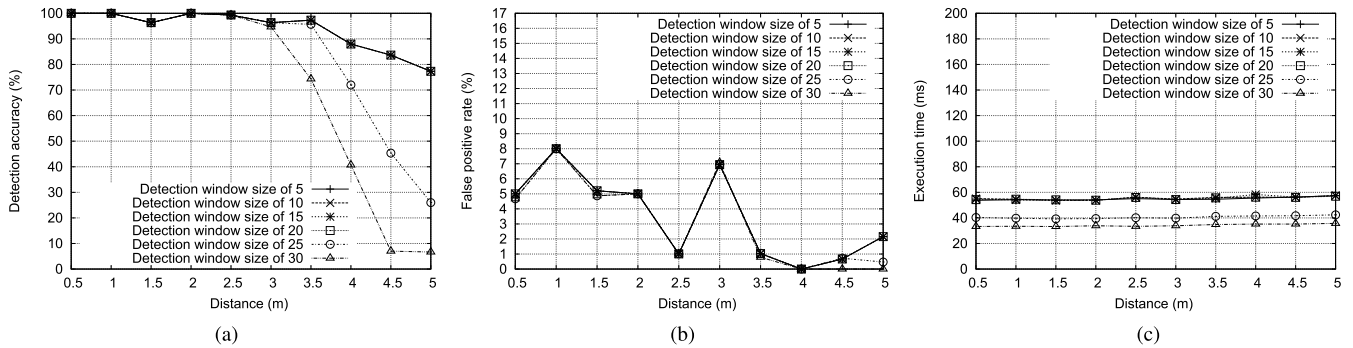 Detection accuracy (%)
100
90
80
70
60
50
40
30
20
10
0
Detection window size of 5
Detection window size of 10
Detection window size of 15
Detection window size of 20
Detection window size of 25
Detection window size of 30
0.5 1 1.5 2 2.5 3 3.5 4 4.5 5
Distance (m)
(a)
False positive rate (%)
17
16
15
14
13
12
11
10
9
8
7
6
5
4
3
2
1
0
Detection window size of 5
Detection window size of 10
Detection window size of 15
Detection window size of 20
Detection window size of 25
Detection window size of 30
0.5 1 1.5 2 2.5 3 3.5 4 4.5 5
Distance (m)
(b)
Execution time (ms)
200
180
160
140
120
100
80
60
40
20
0
Detection window size of 5
Detection window size of 10
Detection window size of 15
Detection window size of 20
Detection window size of 25
Detection window size of 30
0.5 1 1.5 2 2.5 3 3.5 4 4.5 5
Distance (m)
(c)